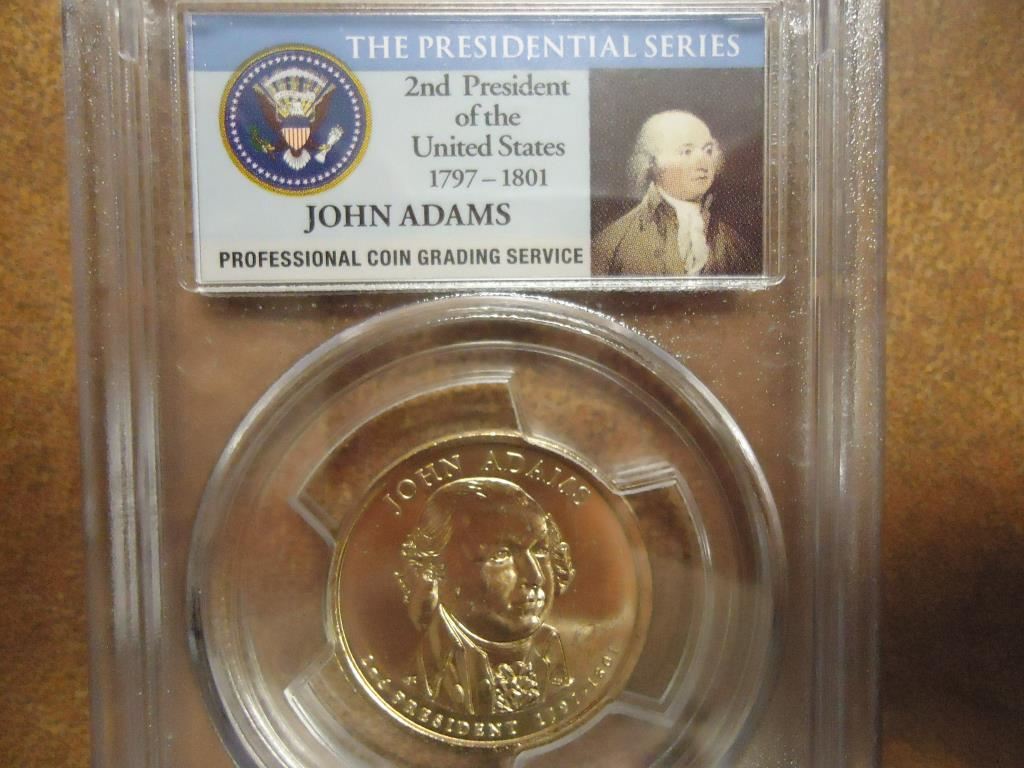 THE PRESIDENTIAL SERIES
2nd President
of the
United States
1797 – 1801
JOHN ADAMS
PROFESSIONAL COIN GRADING SERVICE
JOHN ADAMS
2nd PRESIDENT 1797-1801